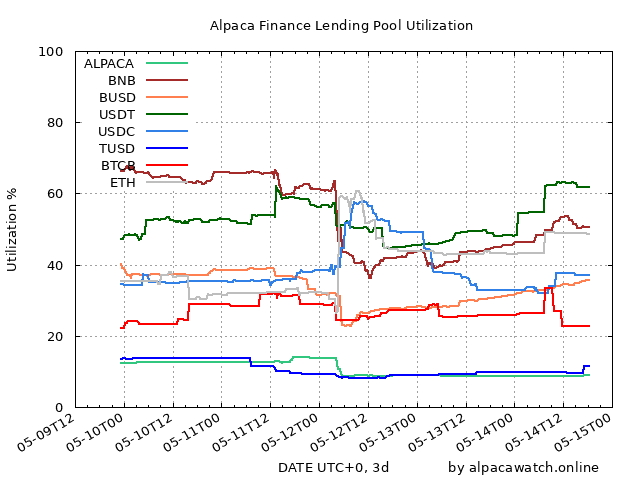 Alpaca Finance Lending Pool Utilization
100
80
60
40
20
0
Utilization %
ALPACA
BNB
BUSD
USDT
USDC
TUSD
BTCB
ETH
05-09T12
05-10T00
05-10T12
05-11T00
05-11T12
05-12T00
05-12T12
05-13T00
05-13T12
05-14T00
05-14T12
05-15T00
DATE UTC+0, 3d
by alpacawatch.online